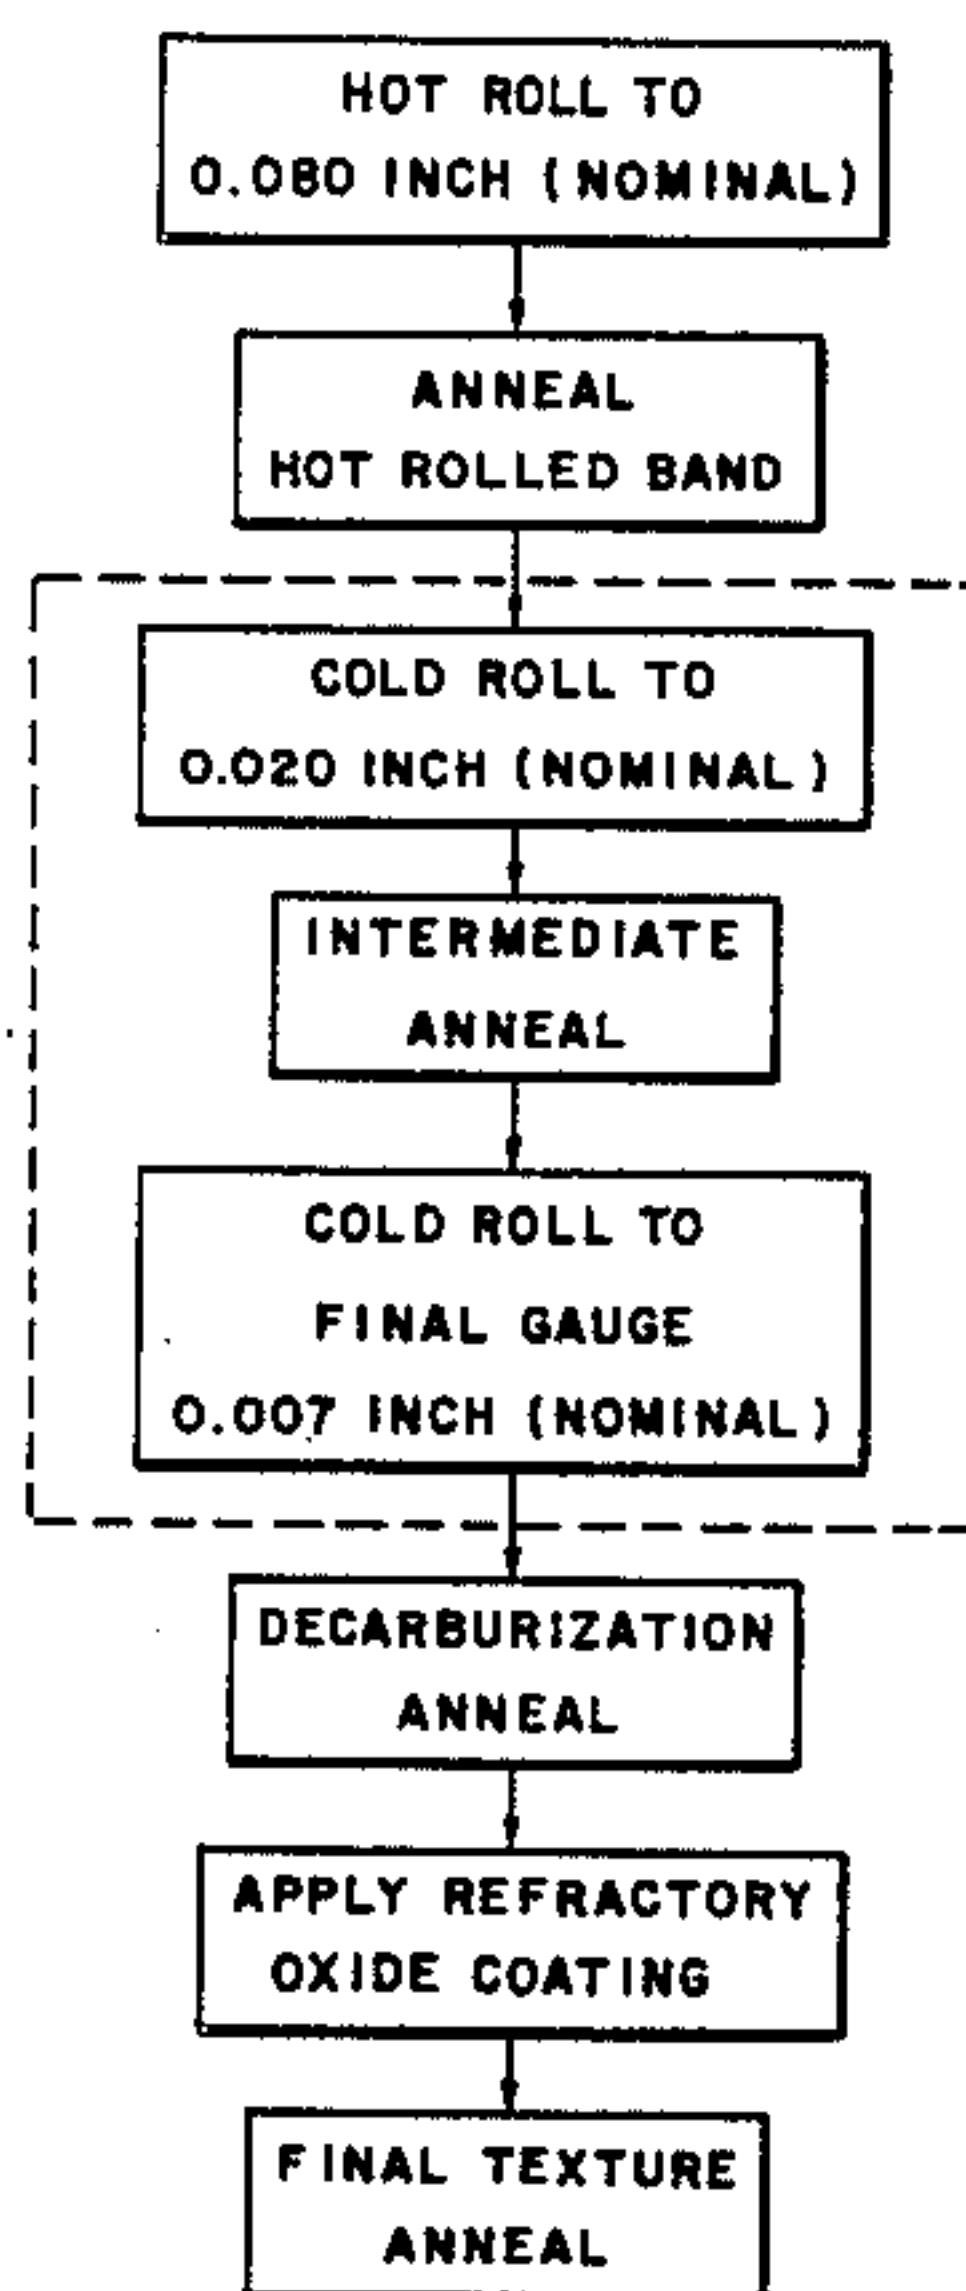 HOT ROLL TO
0.080 INCH (NOMINAL)
ANNEAL
HOT ROLLED BAND
COLD ROLL TO
0.020 INCH (NOMINAL)
INTERMEDIATE
ANNEAL
COLD ROLL TO
FINAL GAUGE
0.007 INCH (NOMINAL)
DECARBURIZATION
ANNEAL
APPLY REFRACTORY
OXIDE COATING
FINAL TEXTURE
ANNEAL